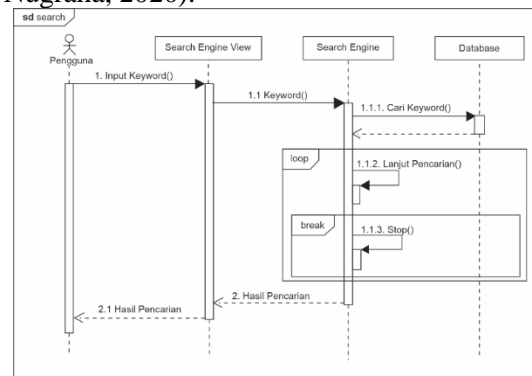 Nugraha, 2020).
sd search
Pengguna
Search Engine View
Search Engine
Database
1. Input Keyword()
1.1 Keyword()
1.1.1. Cari Keyword()
loop
1.1.2. Lanjut Pencarian()
break
1.1.3. Stop()
2. Hasil Pencarian
2.1 Hasil Pencarian